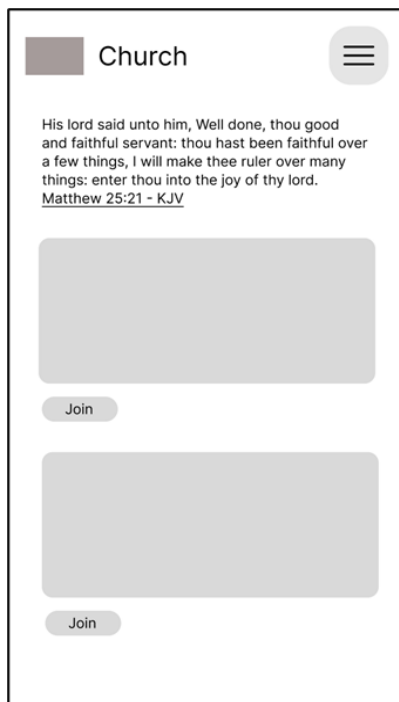 Church
His lord said unto him, Well done, thou good
and faithful servant: thou hast been faithful over
a few things, I will make thee ruler over many
things: enter thou into the joy of thy lord.
Matthew 25:21 - KJV
Join
Join